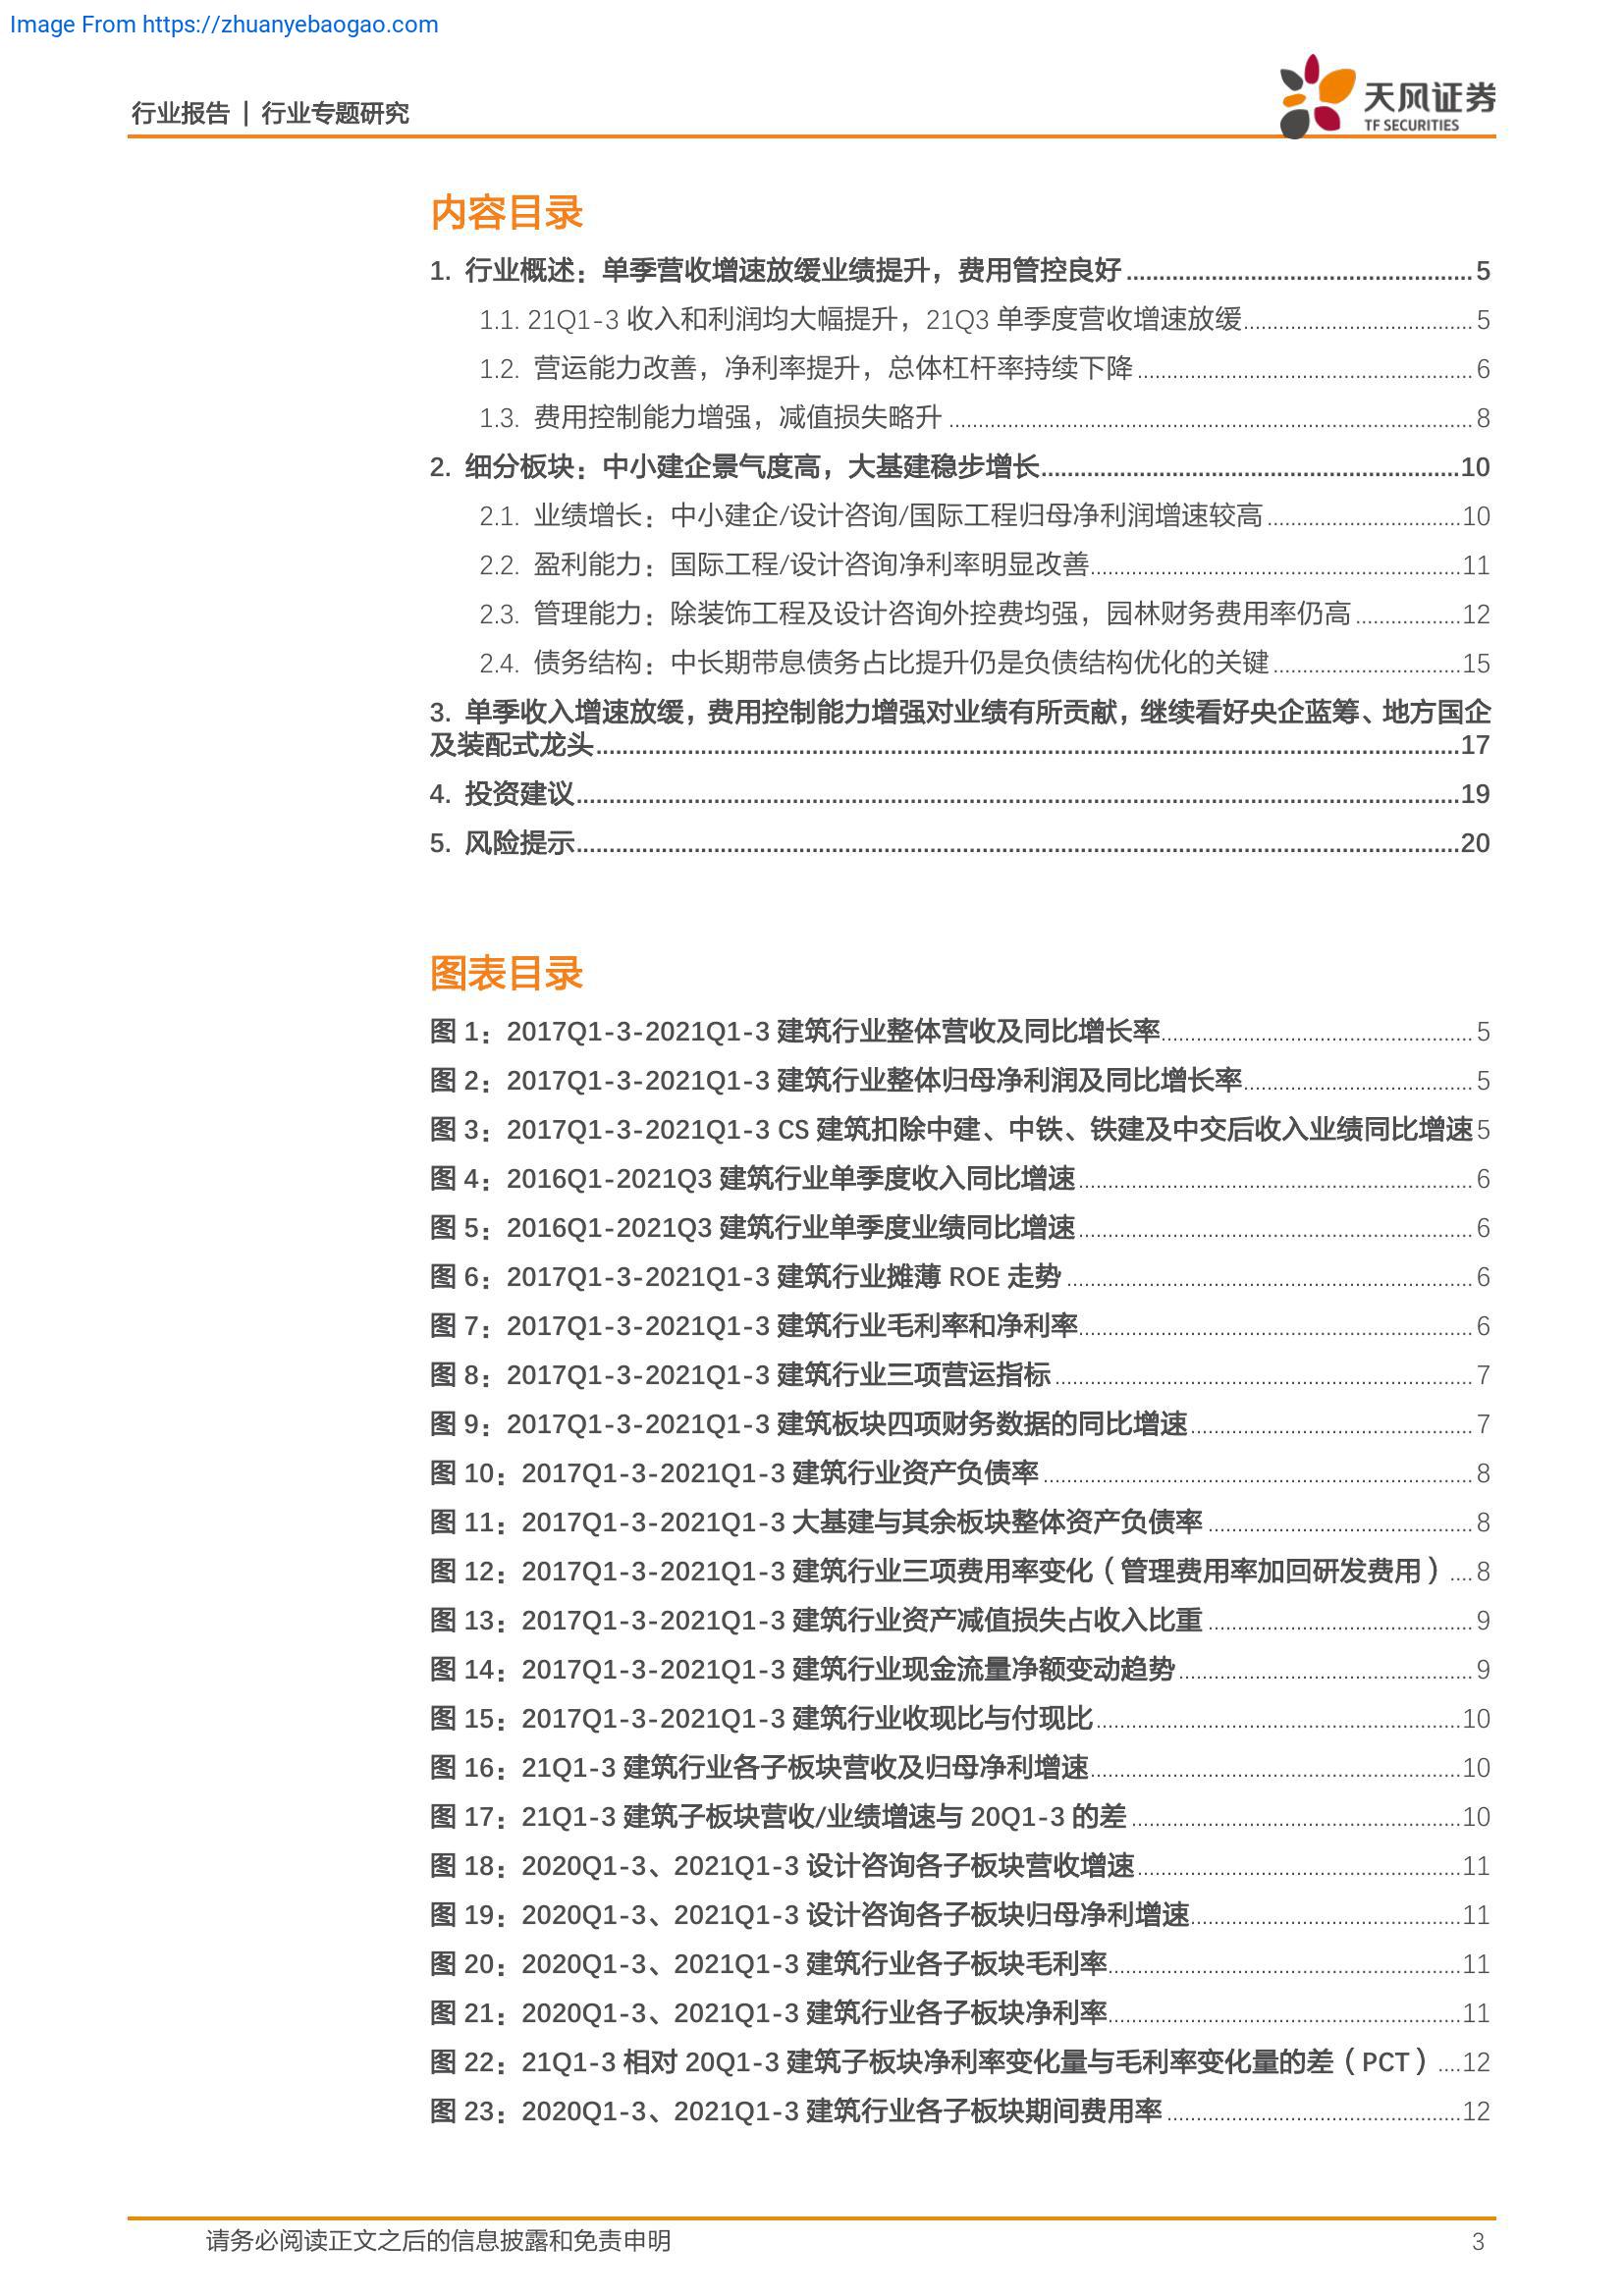 Image From https://zhuanyebaogao.com
行业报告 | 行业专题研究
天风证券
TF SECURITIES
内容目录
1. 行业概述：单季营收增速放缓业绩提升，费用管控良好 5
1.1. 21Q1-3 收入和利润均大幅提升，21Q3 单季度营收增速放缓 5
1.2. 营运能力改善，净利率提升，总体杠杆率持续下降 6
1.3. 费用控制能力增强，减值损失略升 8
2. 细分板块：中小建企景气度高，大基建稳步增长 10
2.1. 业绩增长：中小建企/设计咨询/国际工程归母净利润增速较高 10
2.2. 盈利能力：国际工程/设计咨询净利率明显改善 11
2.3. 管理能力：除装饰工程及设计咨询外控费均强，园林财务费用率仍高 12
2.4. 债务结构：中长期带息债务占比提升仍是负债结构优化的关键 15
3. 单季收入增速放缓，费用控制能力增强对业绩有所贡献，继续看好央企蓝筹、地方国企
及装配式龙头 17
4. 投资建议 19
5. 风险提示 20
图表目录
图 1：2017Q1-3-2021Q1-3 建筑行业整体营收及同比增长率 5
图 2：2017Q1-3-2021Q1-3 建筑行业整体归母净利润及同比增长率 5
图 3：2017Q1-3-2021Q1-3 CS 建筑扣除中建、中铁、铁建及中交后收入业绩同比增速 5
图 4：2016Q1-2021Q3 建筑行业单季度收入同比增速 6
图 5：2016Q1-2021Q3 建筑行业单季度业绩同比增速 6
图 6：2017Q1-3-2021Q1-3 建筑行业摊薄 ROE 走势 6
图 7：2017Q1-3-2021Q1-3 建筑行业毛利率和净利率 6
图 8：2017Q1-3-2021Q1-3 建筑行业三项营运指标 7
图 9：2017Q1-3-2021Q1-3 建筑板块四项财务数据的同比增速 7
图 10：2017Q1-3-2021Q1-3 建筑行业资产负债率 8
图 11：2017Q1-3-2021Q1-3 大基建与其余板块整体资产负债率 8
图 12：2017Q1-3-2021Q1-3 建筑行业三项费用率变化（管理费用率加回研发费用） 8
图 13：2017Q1-3-2021Q1-3 建筑行业资产减值损失占收入比重 9
图 14：2017Q1-3-2021Q1-3 建筑行业现金流量净额变动趋势 9
图 15：2017Q1-3-2021Q1-3 建筑行业收现比与付现比 10
图 16：21Q1-3 建筑行业各子板块营收及归母净利增速 10
图 17：21Q1-3 建筑子板块营收/业绩增速与 20Q1-3 的差 10
图 18：2020Q1-3、2021Q1-3 设计咨询各子板块营收增速 11
图 19：2020Q1-3、2021Q1-3 设计咨询各子板块归母净利增速 11
图 20：2020Q1-3、2021Q1-3 建筑行业各子板块毛利率 11
图 21：2020Q1-3、2021Q1-3 建筑行业各子板块净利率 11
图 22：21Q1-3 相对 20Q1-3 建筑子板块净利率变化量与毛利率变化量的差（PCT） 12
图 23：2020Q1-3、2021Q1-3 建筑行业各子板块期间费用率 12
请务必阅读正文之后的信息披露和免责申明 3